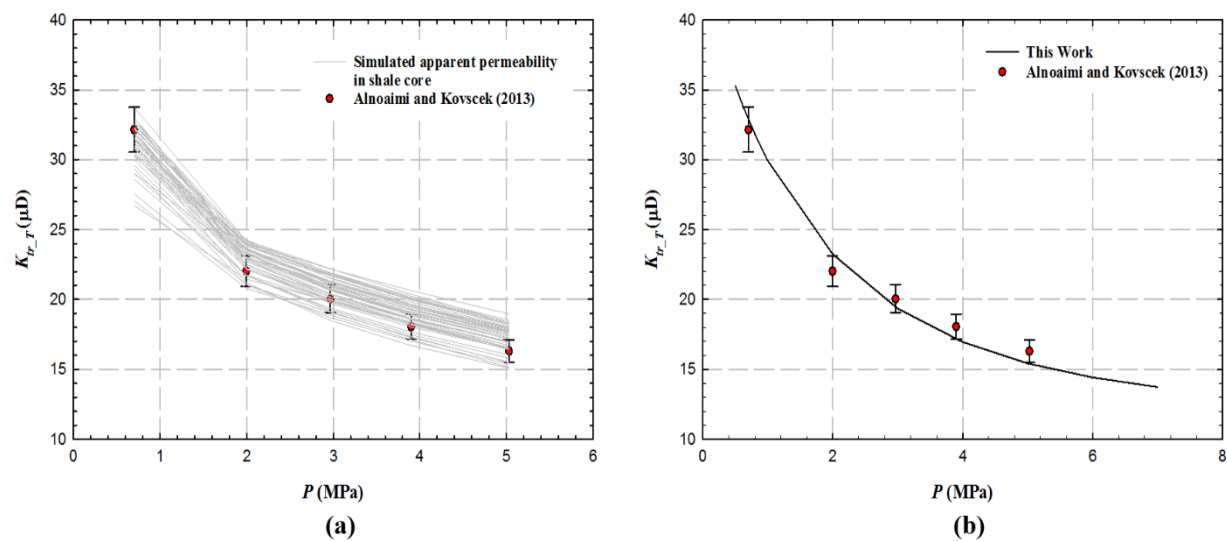 40
35
30
25
20
15
10
K_tr_T (μD)
Simulated apparent permeability
in shale core
Alnoaimi and Kovscek (2013)
0 1 2 3 4 5 6
P (MPa)
(a)
40
35
30
25
20
15
10
K_tr_T (μD)
This Work
Alnoaimi and Kovscek (2013)
0 2 4 6 8
P (MPa)
(b)